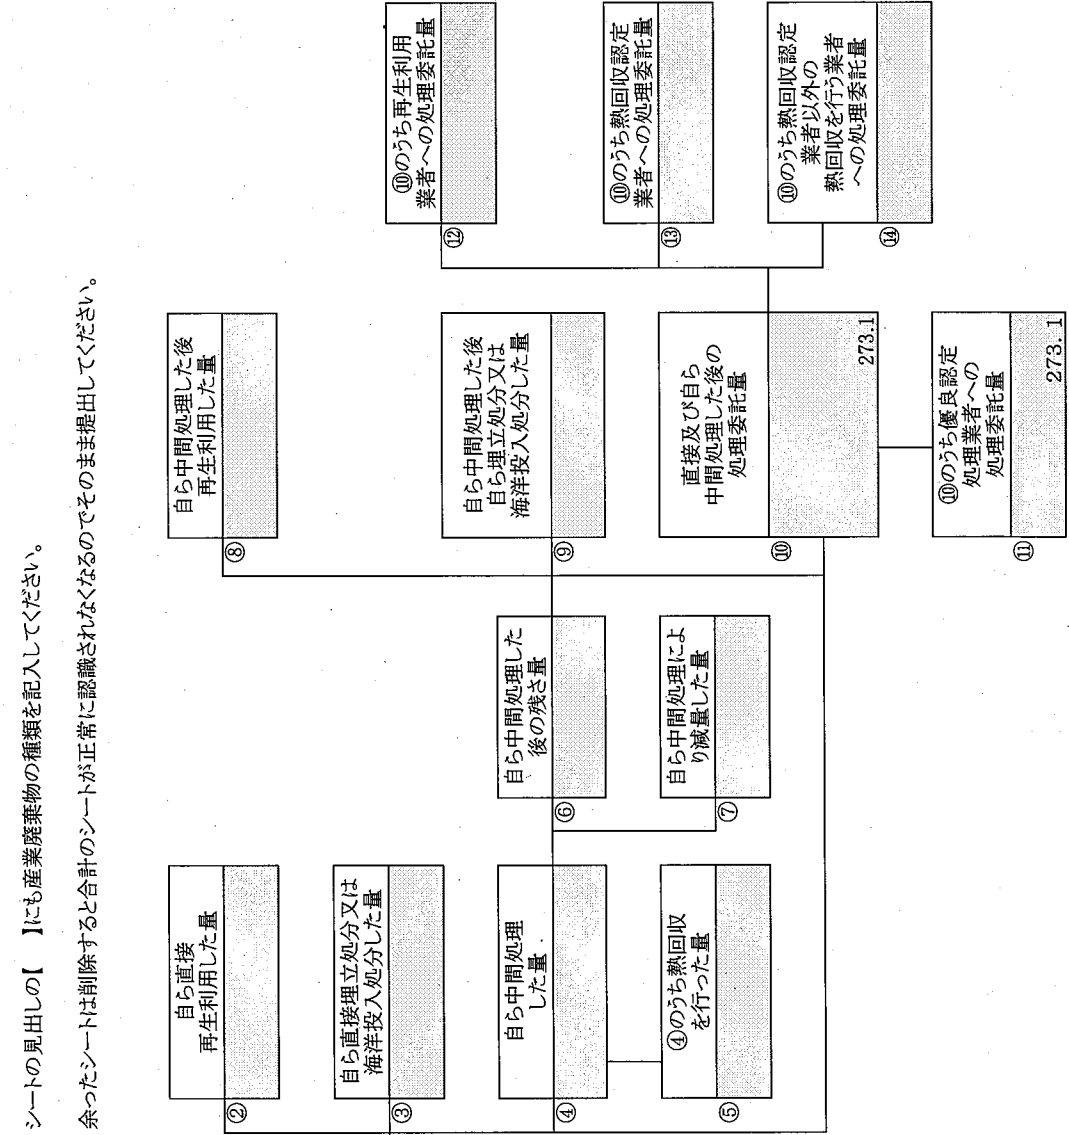 シートの見出しの【　】にも産業廃棄物の種類を記入してください。
余ったシートは削除すると合計のシートが正常に認識されなくなるのでそのまま提出してください。
②
自ら直接
再生利用した量
③
自ら直接埋立処分又は
海洋投入処分した量
④
自ら中間処理
した量
⑤
④のうち熱回収
を行った量
⑥
自ら中間処理した
後の残さ量
⑦
自ら中間処理によ
り減量した量
⑧
自ら中間処理した後
再生利用した量
⑨
自ら中間処理した後
自ら埋立処分又は
海洋投入処分した量
⑩
直接及び自ら
中間処理した後の
処理委託量
273.1
⑪
⑩のうち優良認定
処理業者への
処理委託量
273.1
⑫
⑩のうち再生利用
業者への処理委託量
⑬
⑩のうち熱回収認定
業者への処理委託量
⑭
⑩のうち熱回収認定
業者以外の
熱回収を行う業者
への処理委託量